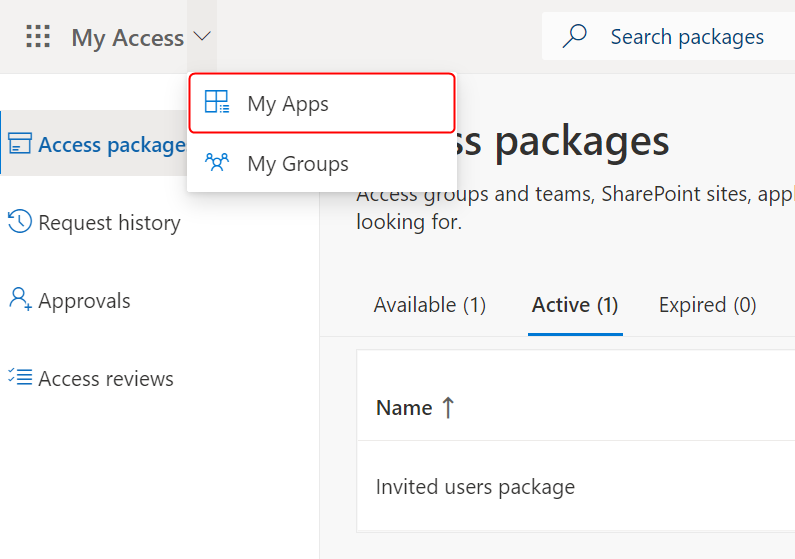 My Access
Search packages
My Apps
My Groups
Access package
Request history
Approvals
Access reviews
packages
Access groups and teams, SharePoint sites, appl
looking for.
Available (1)
Active (1)
Expired (0)
Name ↑
Invited users package